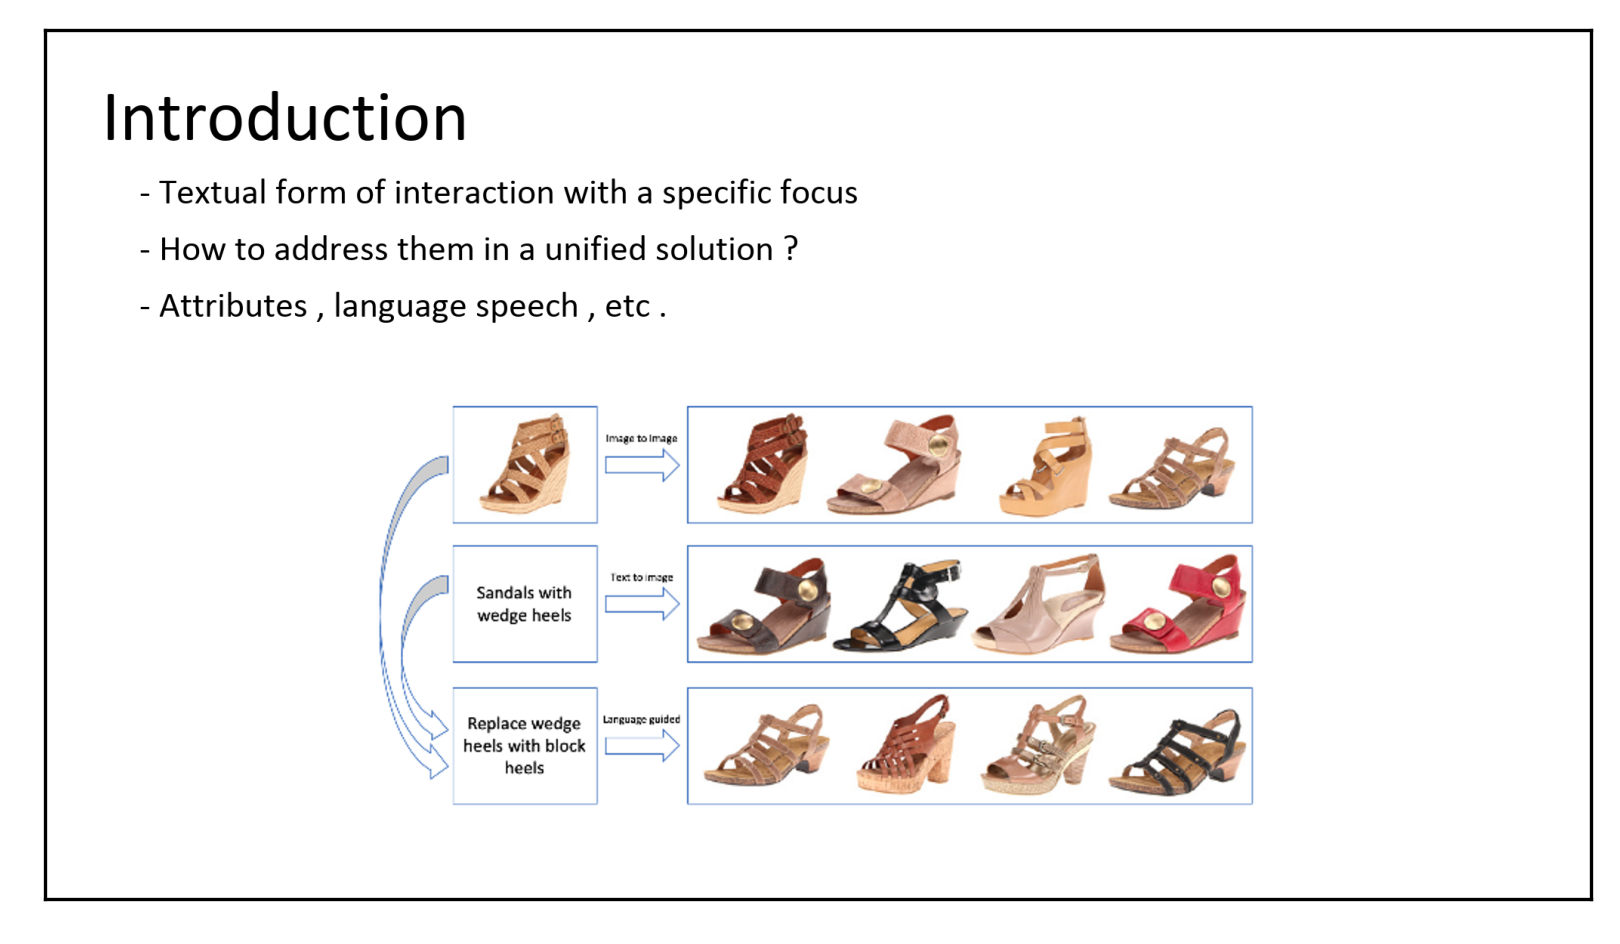 Introduction
- Textual form of interaction with a specific focus
- How to address them in a unified solution ?
- Attributes , language speech , etc .
Image to Image
Sandals with
wedge heels
Text to image
Replace wedge
heels with block
heels
Language guided